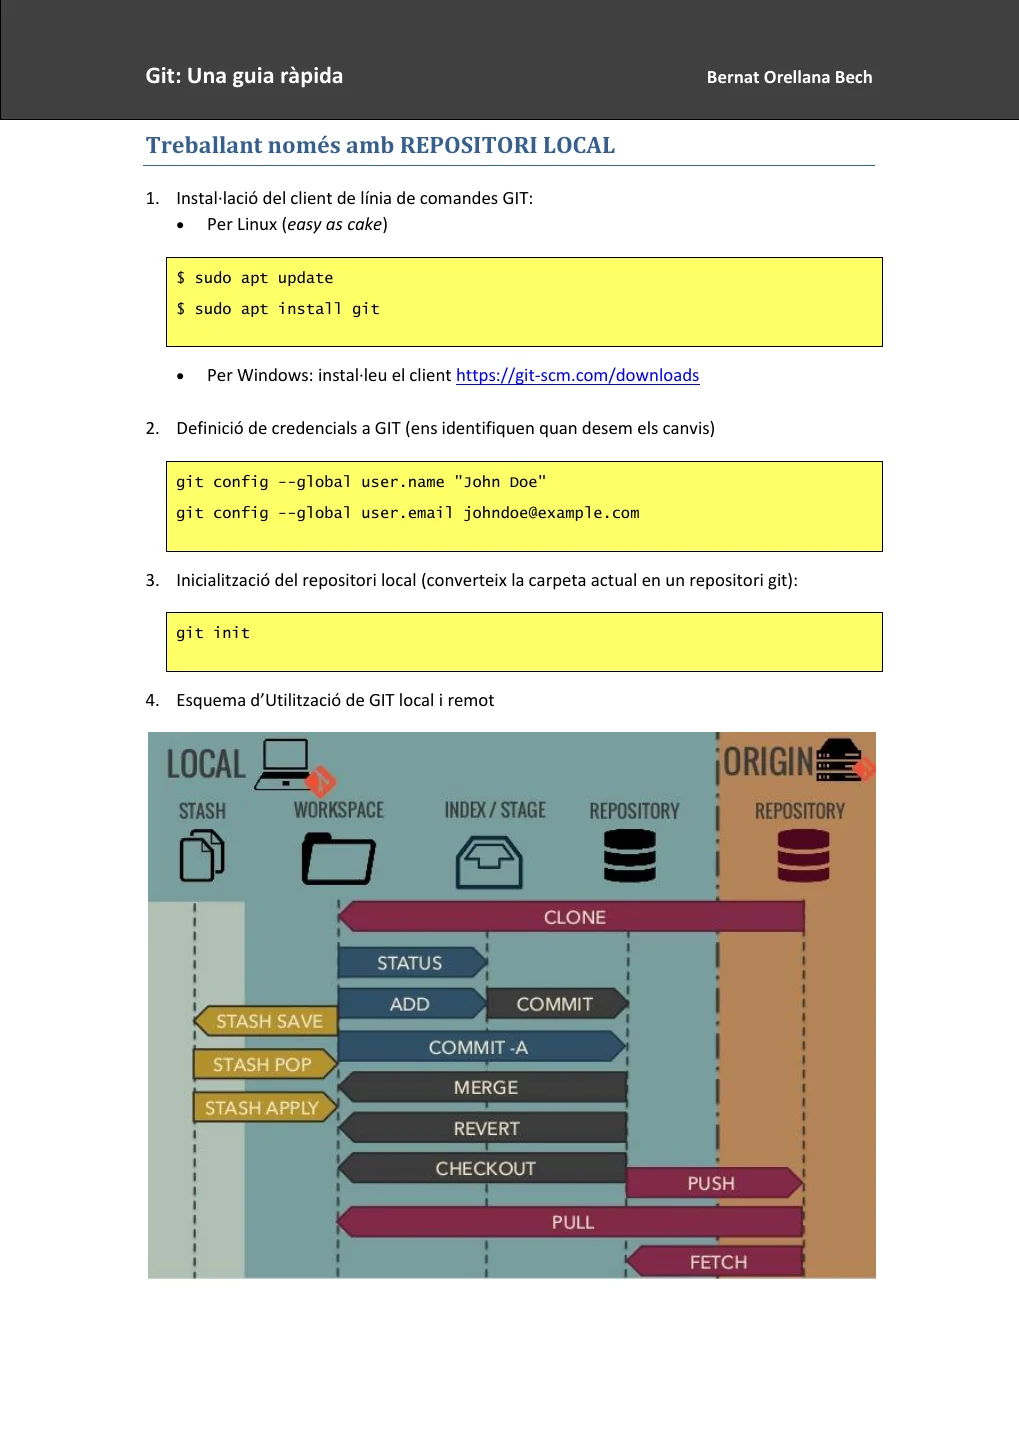 Git: Una guia ràpida Bernat Orellana Bech
Treballant només amb REPOSITORI LOCAL
1. Instal·lació del client de línia de comandes GIT:
• Per Linux (easy as cake)
$ sudo apt update
$ sudo apt install git
• Per Windows: instal·leu el client https://git-scm.com/downloads
2. Definició de credencials a GIT (ens identifiquen quan desem els canvis)
git config --global user.name "John Doe"
git config --global user.email johndoe@example.com
3. Inicialització del repositori local (converteix la carpeta actual en un repositori git):
git init
4. Esquema d’Utilització de GIT local i remot
LOCAL ORIGIN
STASH WORKSPACE INDEX / STAGE REPOSITORY REPOSITORY
CLONE
STATUS
ADD COMMIT
STASH SAVE
COMMIT -A
STASH POP
MERGE
STASH APPLY
REVERT
CHECKOUT
PUSH
PULL
FETCH